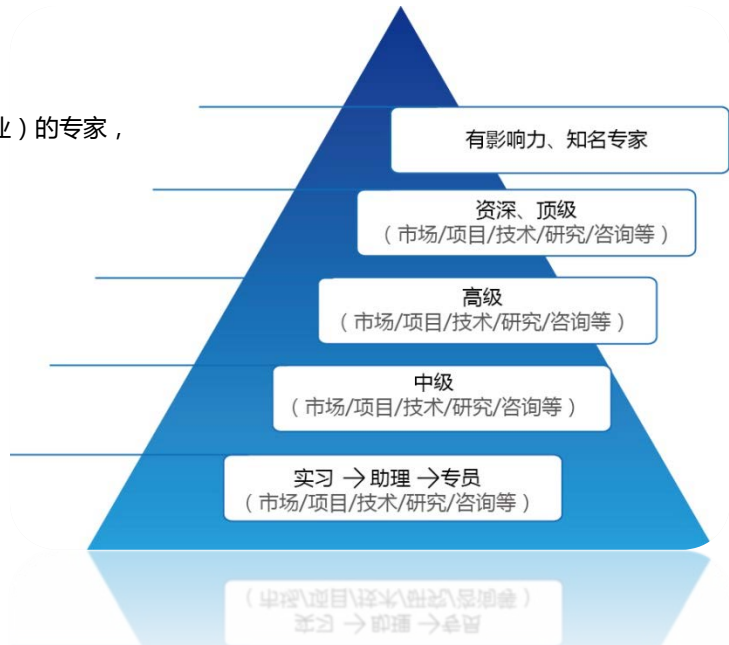 业）的专家，
有影响力、知名专家
资深、顶级
（市场/项目/技术/研究/咨询等）
高级
（市场/项目/技术/研究/咨询等）
中级
（市场/项目/技术/研究/咨询等）
实习 →助理 →专员
（市场/项目/技术/研究/咨询等）